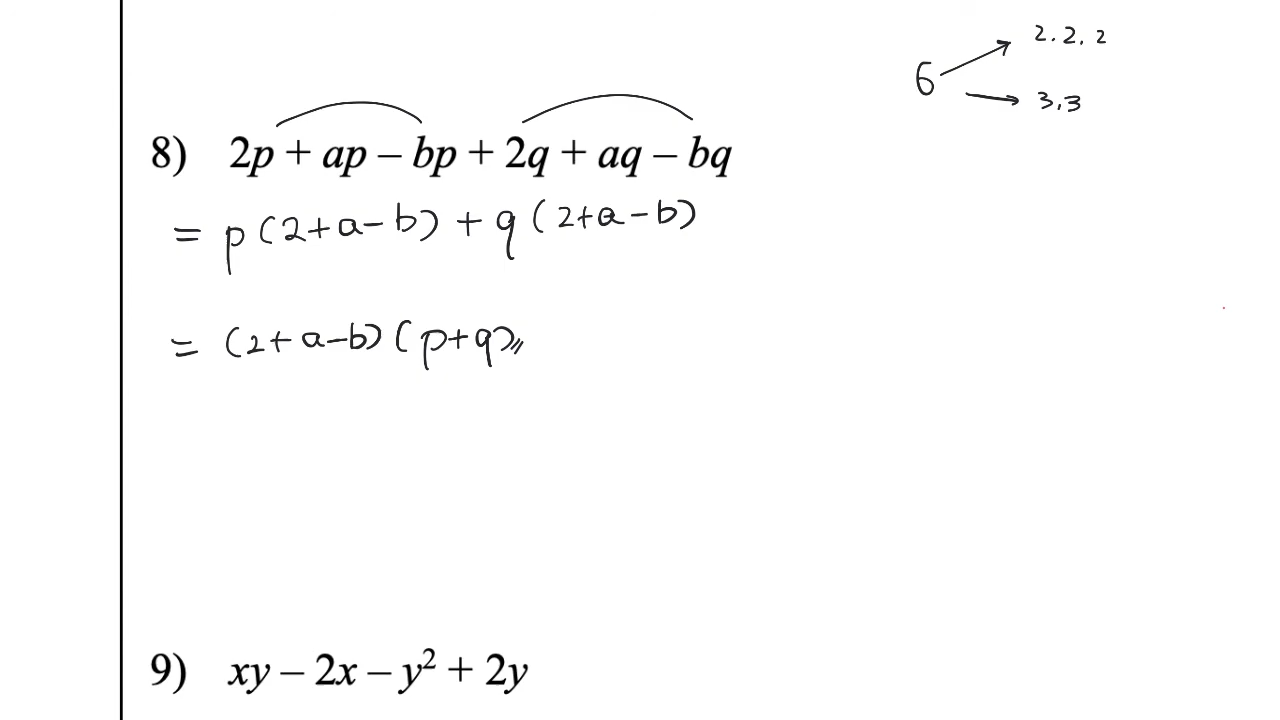 2. 2. 2
6
3. 3
8) 2p + ap – bp + 2q + aq – bq
= p(2+a-b) + q(2+a-b)
= (2+a-b)(p+q)
9) xy – 2x – y² + 2y